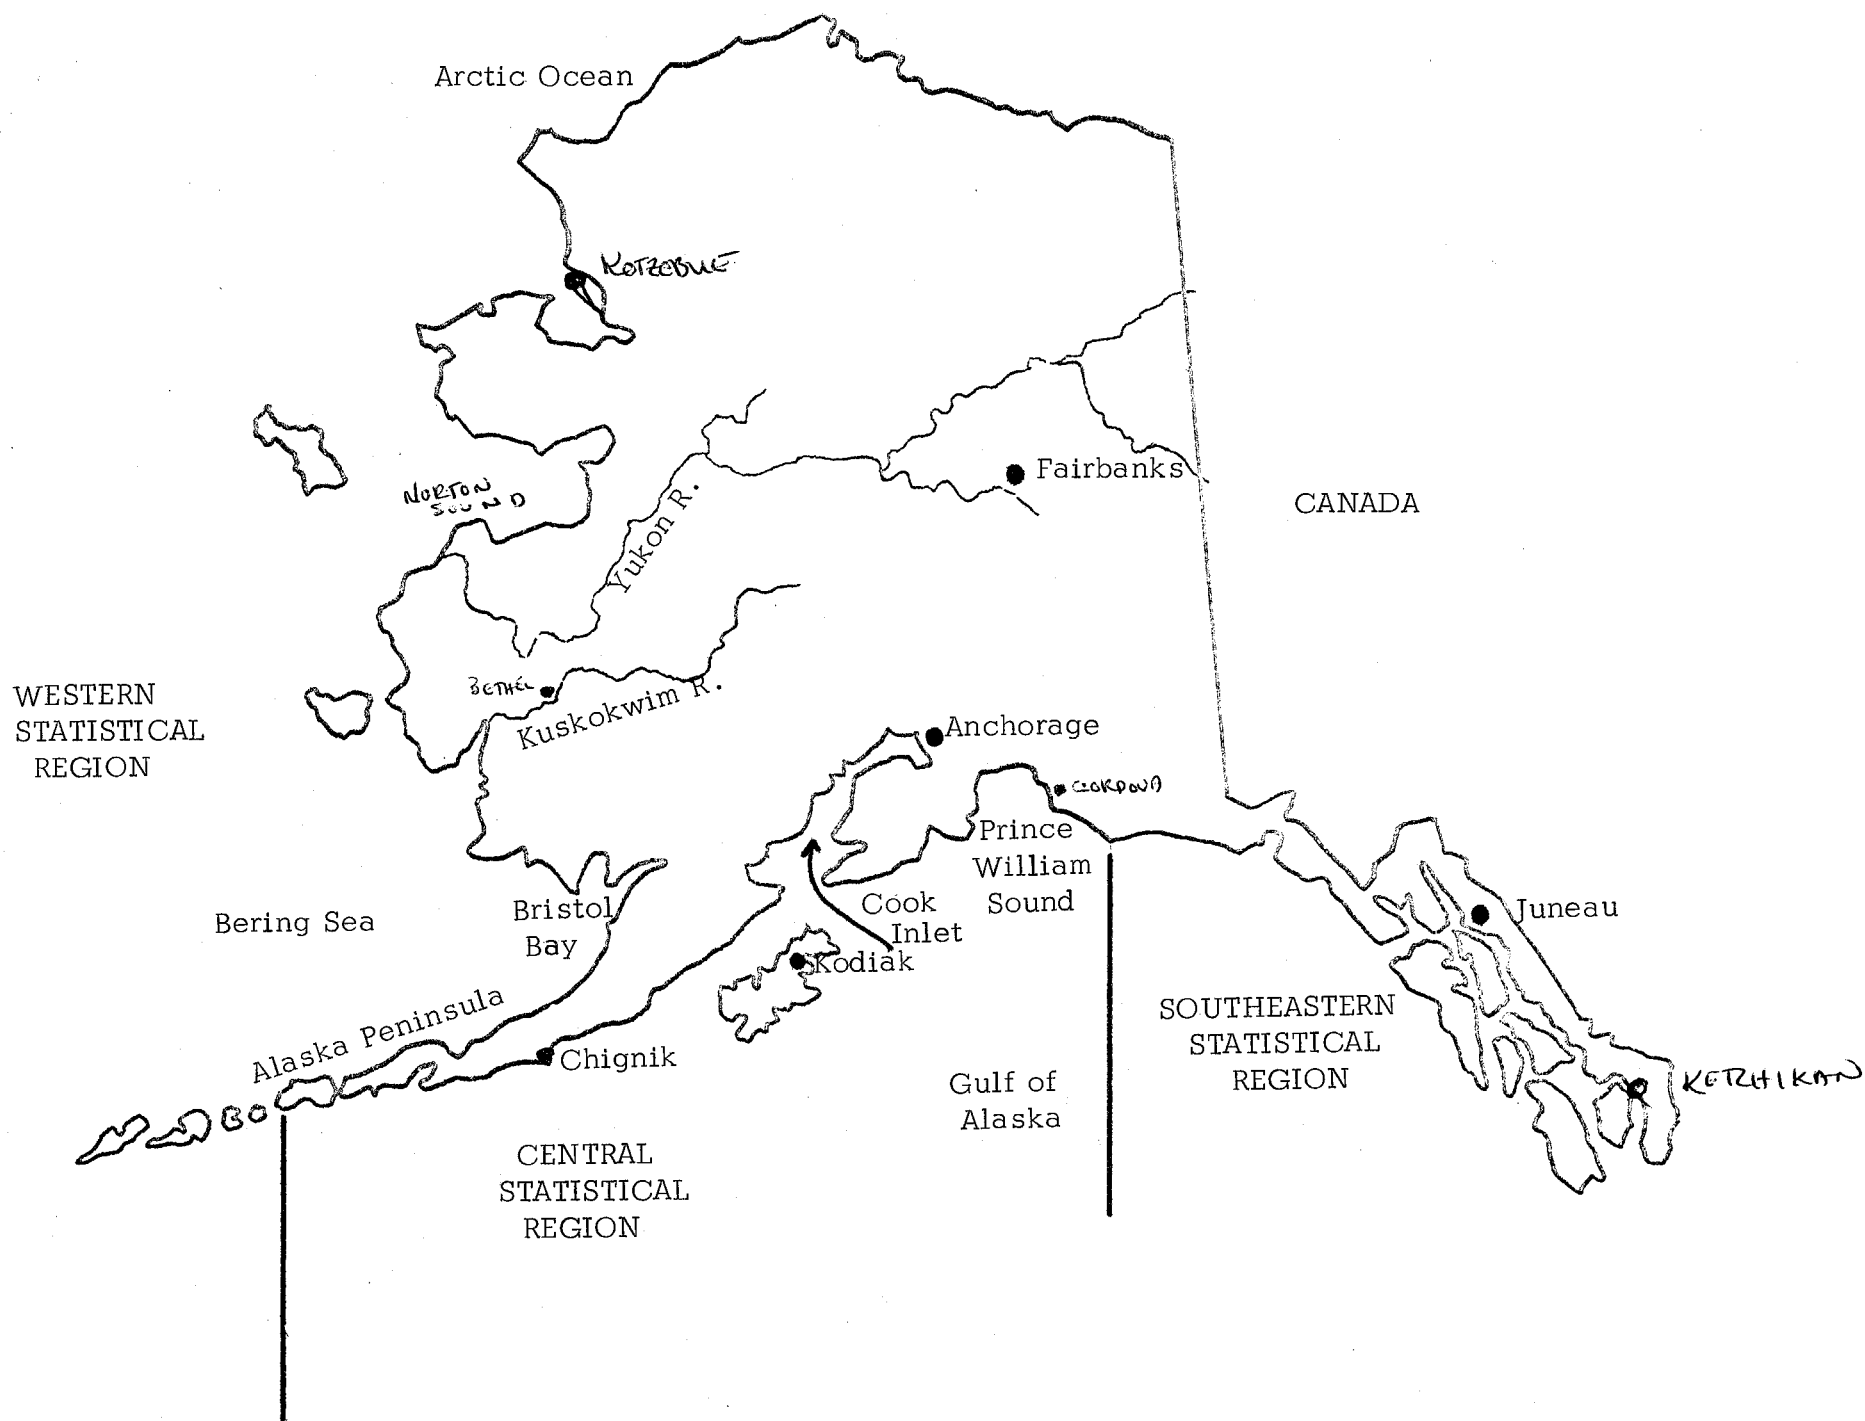 Arctic Ocean
KOTZEBUE
Fairbanks
NORTON
SOUND
CANADA
Yukon R.
BETHEL
Kuskokwim R.
WESTERN
STATISTICAL
REGION
Anchorage
CORDOVA
Prince
William
Sound
Cook
Inlet
Bering Sea
Bristol
Bay
Juneau
Kodiak
Alaska Peninsula
Chignik
SOUTHEASTERN
STATISTICAL
REGION
Gulf of
Alaska
KETCHIKAN
CENTRAL
STATISTICAL
REGION